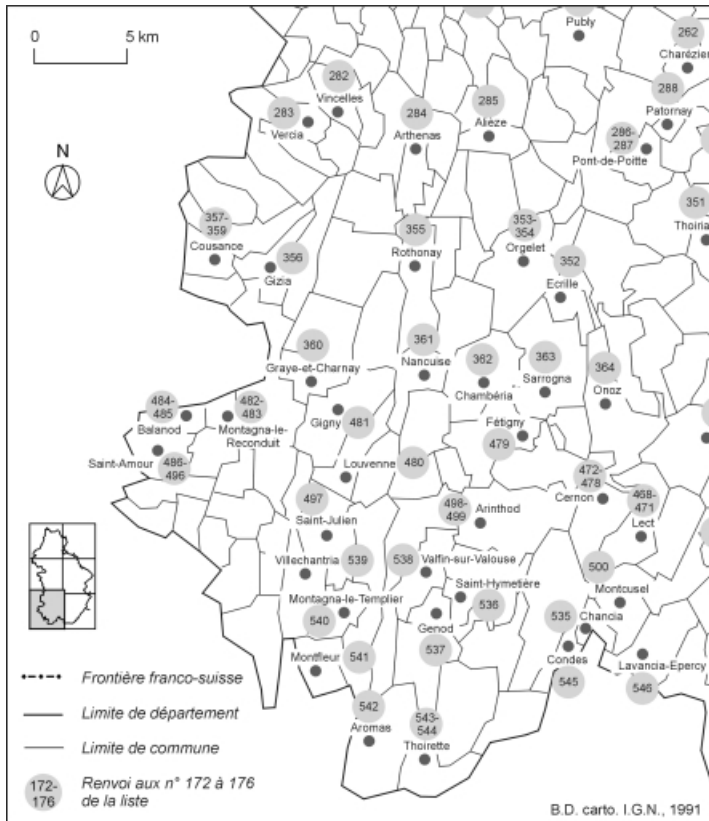 0 5 km
Publy
262
Charézier
282
Vincelles
283
Vercia
284
Arthenas
285
Alièze
288
Patornay
286-
287
Pont-de-Poitte
N
351
357-
359
Cousance
356
Gizia
355
Rothonay
353-
354
Orgelet
352
Ecrille
360
Graye-et-Charnay
361
Nancuise
362
Chambéria
363
Sarrogna
364
Onoz
484-
485
Balanod
482-
483
Montagna-le-
Reconduit
Gigny
481
Fétigny
479
Saint-Amour
486-
496
Louvenne
480
472-
478
Cernon
468-
471
Lect
497
Saint-Julien
498-
499
Arinthod
Villechantria
539
538
Valfin-sur-Valouse
500
Montcusel
Saint-Hymetière
536
Montagna-le-Templier
540
Genod
537
535
Chancia
Condes
545
Lavancia-Epercy
546
Montfleur
541
542
Aromas
543-
544
Thoirette
Frontière franco-suisse
Limite de département
Limite de commune
172-
176
Renvoi aux n° 172 à 176
de la liste
B.D. carto. I.G.N., 1991